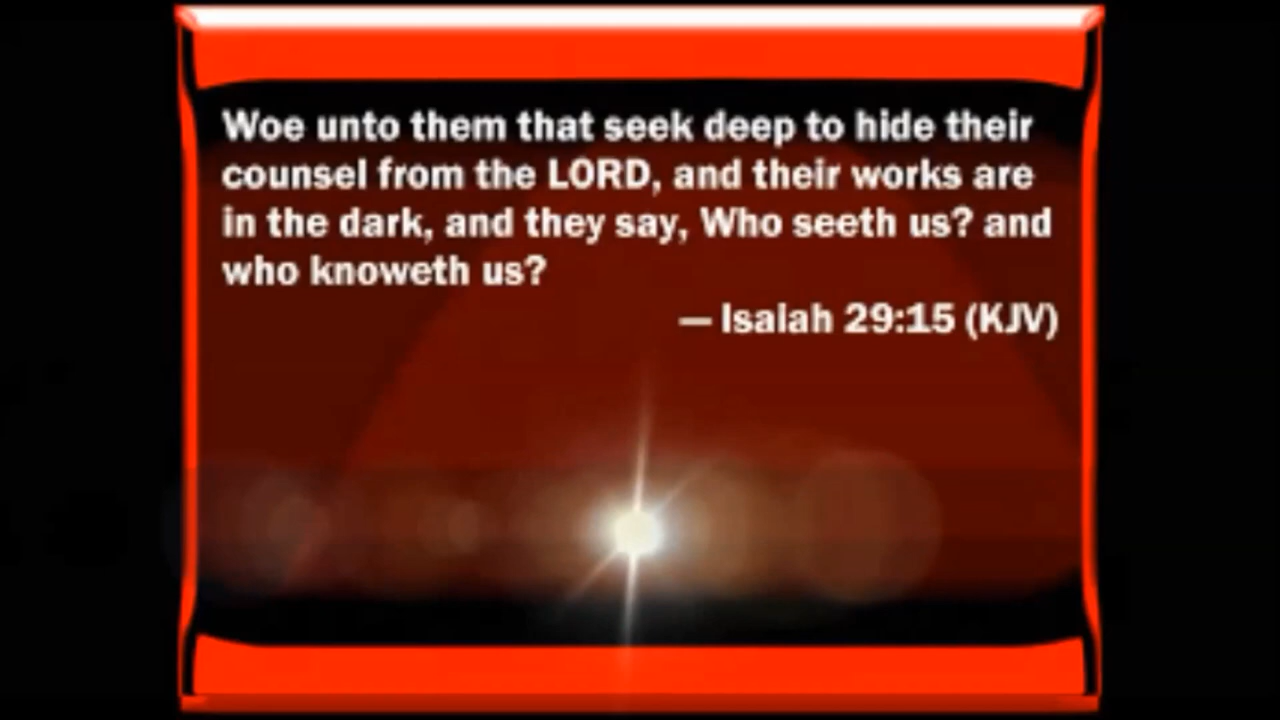 Woe unto them that seek deep to hide their
counsel from the LORD, and their works are
in the dark, and they say, Who seeth us? and
who knoweth us?
— Isaiah 29:15 (KJV)